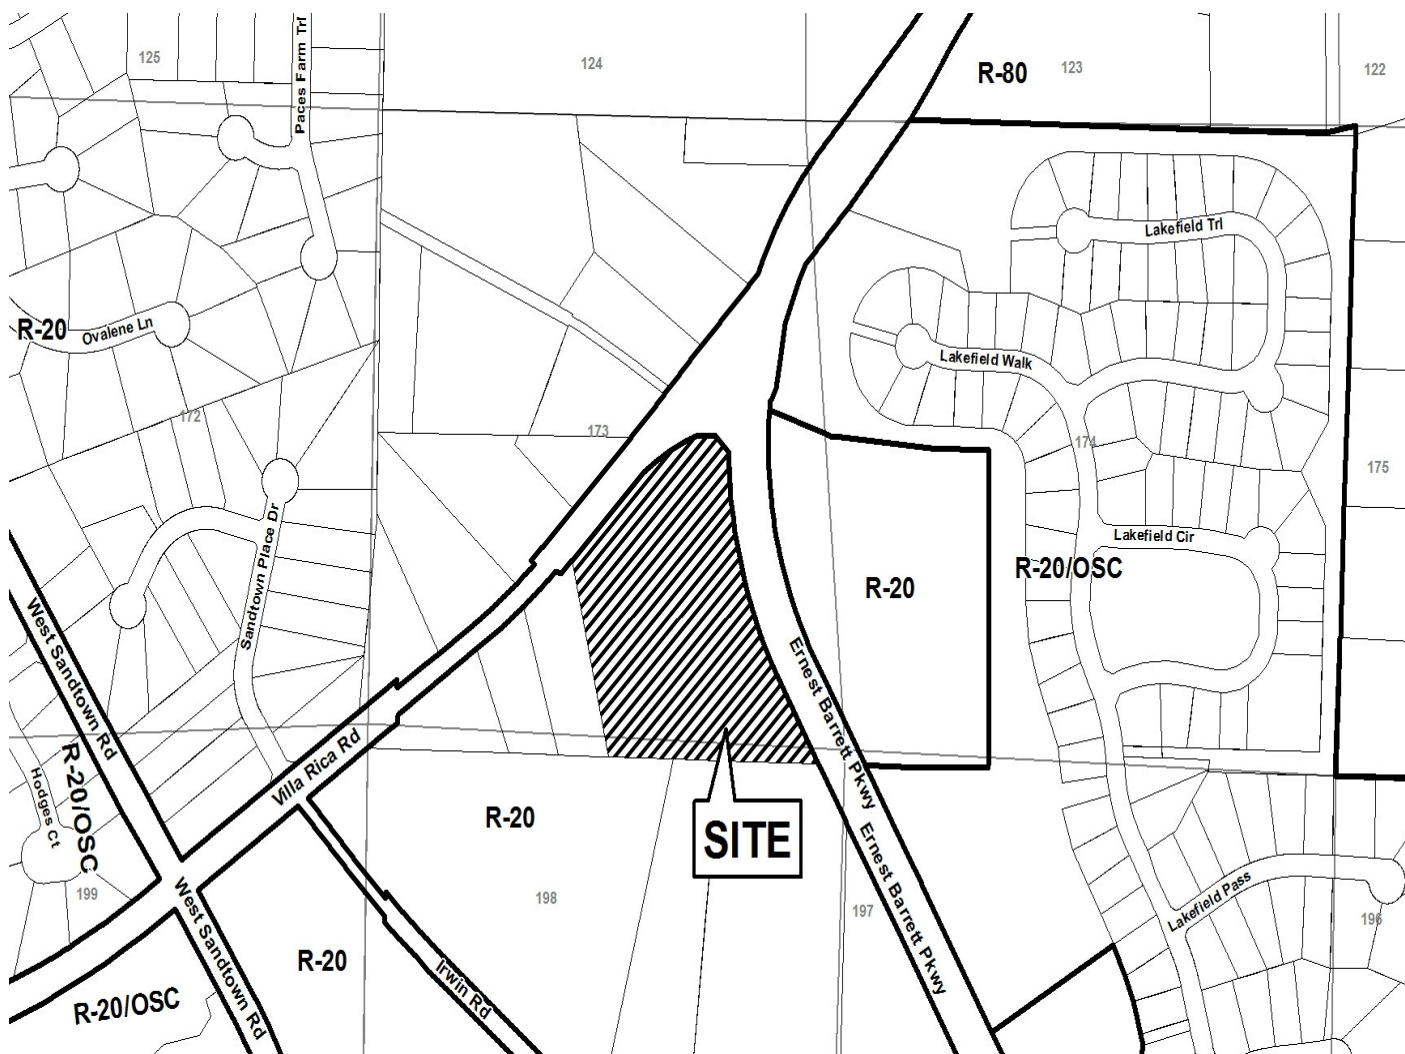 125
Paces Farm Trl
124
R-80
123
122
Lakefield Trl
R-20
Ovalene Ln
Lakefield Walk
172
173
174
175
Sandtown Place Dr
Lakefield Cir
R-20
R-20/OSC
West Sandtown Rd
Ernest Barrett Pkwy
Villa Rica Rd
Hodges Ct
R-20/OSC
R-20
SITE
Ernest Barrett Pkwy
199
198
197
Lakefield Pass
196
West Sandtown Rd
R-20
Irwin Rd
R-20/OSC